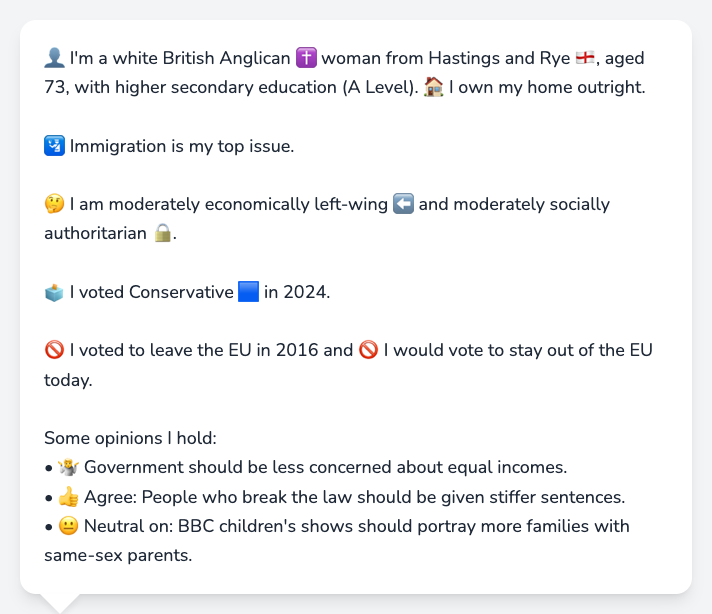 👤 I'm a white British Anglican ✝️ woman from Hastings and Rye 🏴󠁧󠁢󠁥󠁮󠁧󠁿, aged
73, with higher secondary education (A Level). 🏠 I own my home outright.
🛂 Immigration is my top issue.
🤔 I am moderately economically left-wing ⬅️ and moderately socially
authoritarian 🔒.
🗳️ I voted Conservative 🟦 in 2024.
🚫 I voted to leave the EU in 2016 and 🚫 I would vote to stay out of the EU
today.
Some opinions I hold:
• 🤷 Government should be less concerned about equal incomes.
• 👍 Agree: People who break the law should be given stiffer sentences.
• 😐 Neutral on: BBC children's shows should portray more families with
same-sex parents.